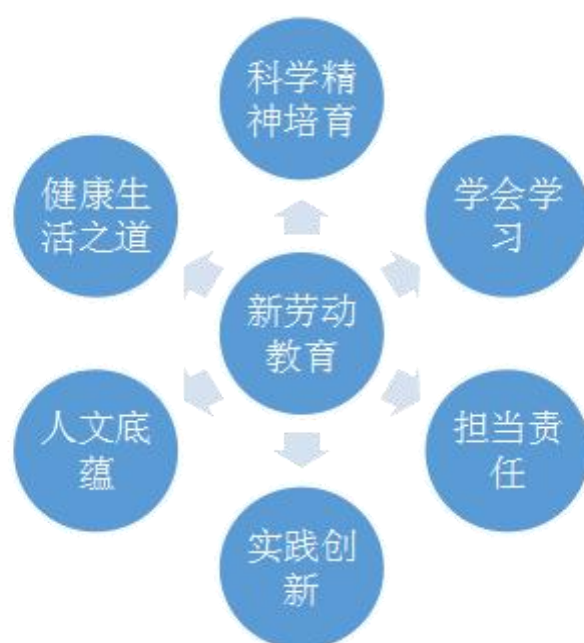 科学精
神培育
健康生
活之道
学会学
习
新劳动
教育
人文底
蕴
担当责
任
实践创
新